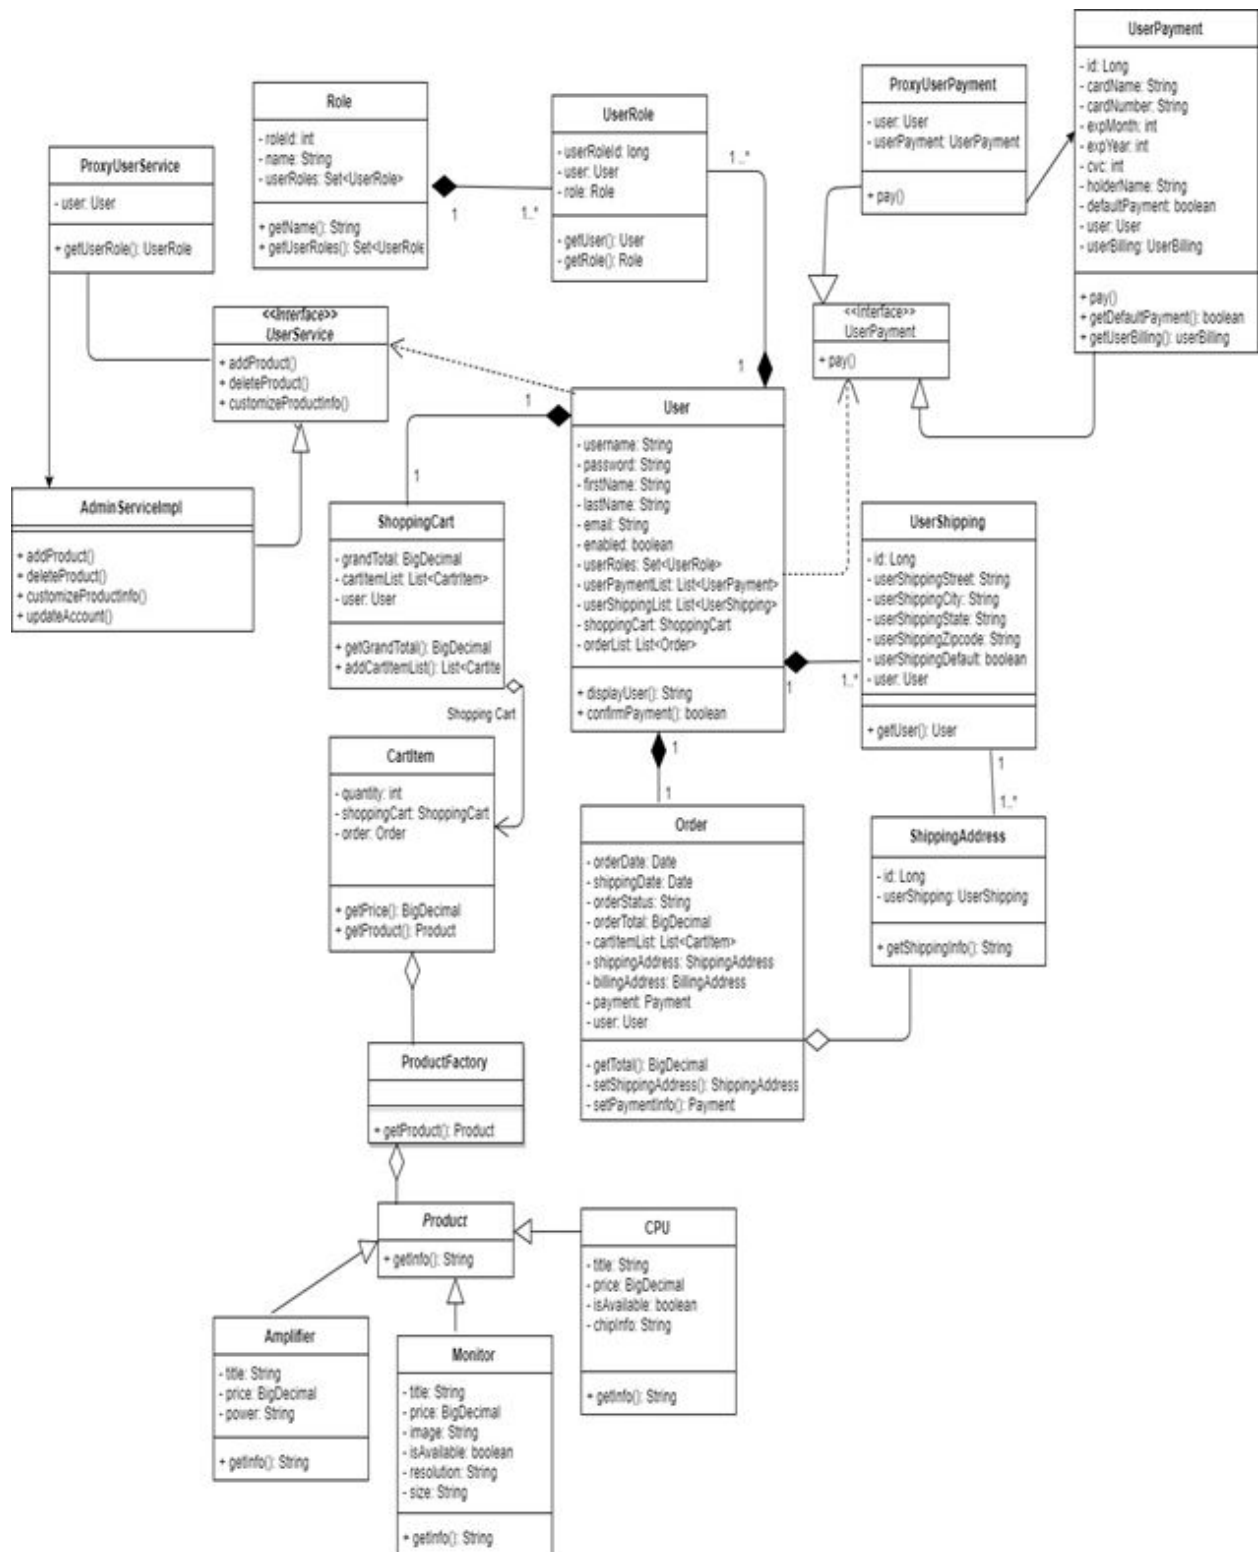 UserPayment
- id: Long
- cardName: String
- cardNumber: String
- expMonth: int
- expYear: int
- cvc: int
- holderName: String
- defaultPayment: boolean
- user: User
- userBilling: UserBilling
+ pay()
+ getDefaultPayment(): boolean
+ getUserBilling(): userBilling
ProxyUserPayment
- user: User
- userPayment: UserPayment
+ pay()
Role
- roleId: int
- name: String
- userRoles: Set<UserRole>
+ getName(): String
+ getUserRoles(): Set<UserRole
1
1..*
UserRole
- userRoleId: long
- user: User
- role: Role
- getUser(): User
- getRole(): Role
1..*
1
ProxyUserService
- user: User
+ getUserRole(): UserRole
<<Interface>>
UserService
+ addProduct()
+ deleteProduct()
+ customizeProductInfo()
<<Interface>>
UserPayment
+ pay()
AdminServiceImpl
+ addProduct()
+ deleteProduct()
+ customizeProductInfo()
+ updateAccount()
1
1
User
- username: String
- password: String
- firstName: String
- lastName: String
- email: String
- enabled: boolean
- userRoles: Set<UserRole>
- userPaymentList: List<UserPayment>
- userShippingList: List<UserShipping>
- shoppingCart: ShoppingCart
- orderList: List<Order>
+ displayUser(): String
+ confirmPayment(): boolean
ShoppingCart
- grandTotal: BigDecimal
- cartItemList: List<CartrItem>
- user: User
+ getGrandTotal(): BigDecimal
+ addCartItemList(): List<CartIte
Shopping Cart
UserShipping
- id: Long
- userShippingStreet: String
- userShippingCity: String
- userShippingState: String
- userShippingZipcode: String
- userShippingDefault: boolean
- user: User
+ getUser(): User
1
1..*
1
1..*
CartItem
- quantity: int
- shoppingCart: ShoppingCart
- order: Order
+ getPrice(): BigDecimal
+ getProduct(): Product
1
1
Order
- orderDate: Date
- shippingDate: Date
- orderStatus: String
- orderTotal: BigDecimal
- cartItemList: List<CartItem>
- shippingAddress: ShippingAddress
- billingAddress: BillingAddress
- payment: Payment
- user: User
- getTotal(): BigDecimal
- setShippingAddress(): ShippingAddress
- setPaymentInfo(): Payment
ShippingAddress
- id: Long
- userShipping: UserShipping
+ getShippingInfo(): String
ProductFactory
+ getProduct(): Product
Product
+ getInfo(): String
CPU
- title: String
- price: BigDecimal
- isAvailable: boolean
- chipInfo: String
+ getInfo(): String
Amplifier
- title: String
- price: BigDecimal
- power: String
+ getInfo(): String
Monitor
- title: String
- price: BigDecimal
- image: String
- isAvailable: boolean
- resolution: String
- size: String
+ getInfo(): String